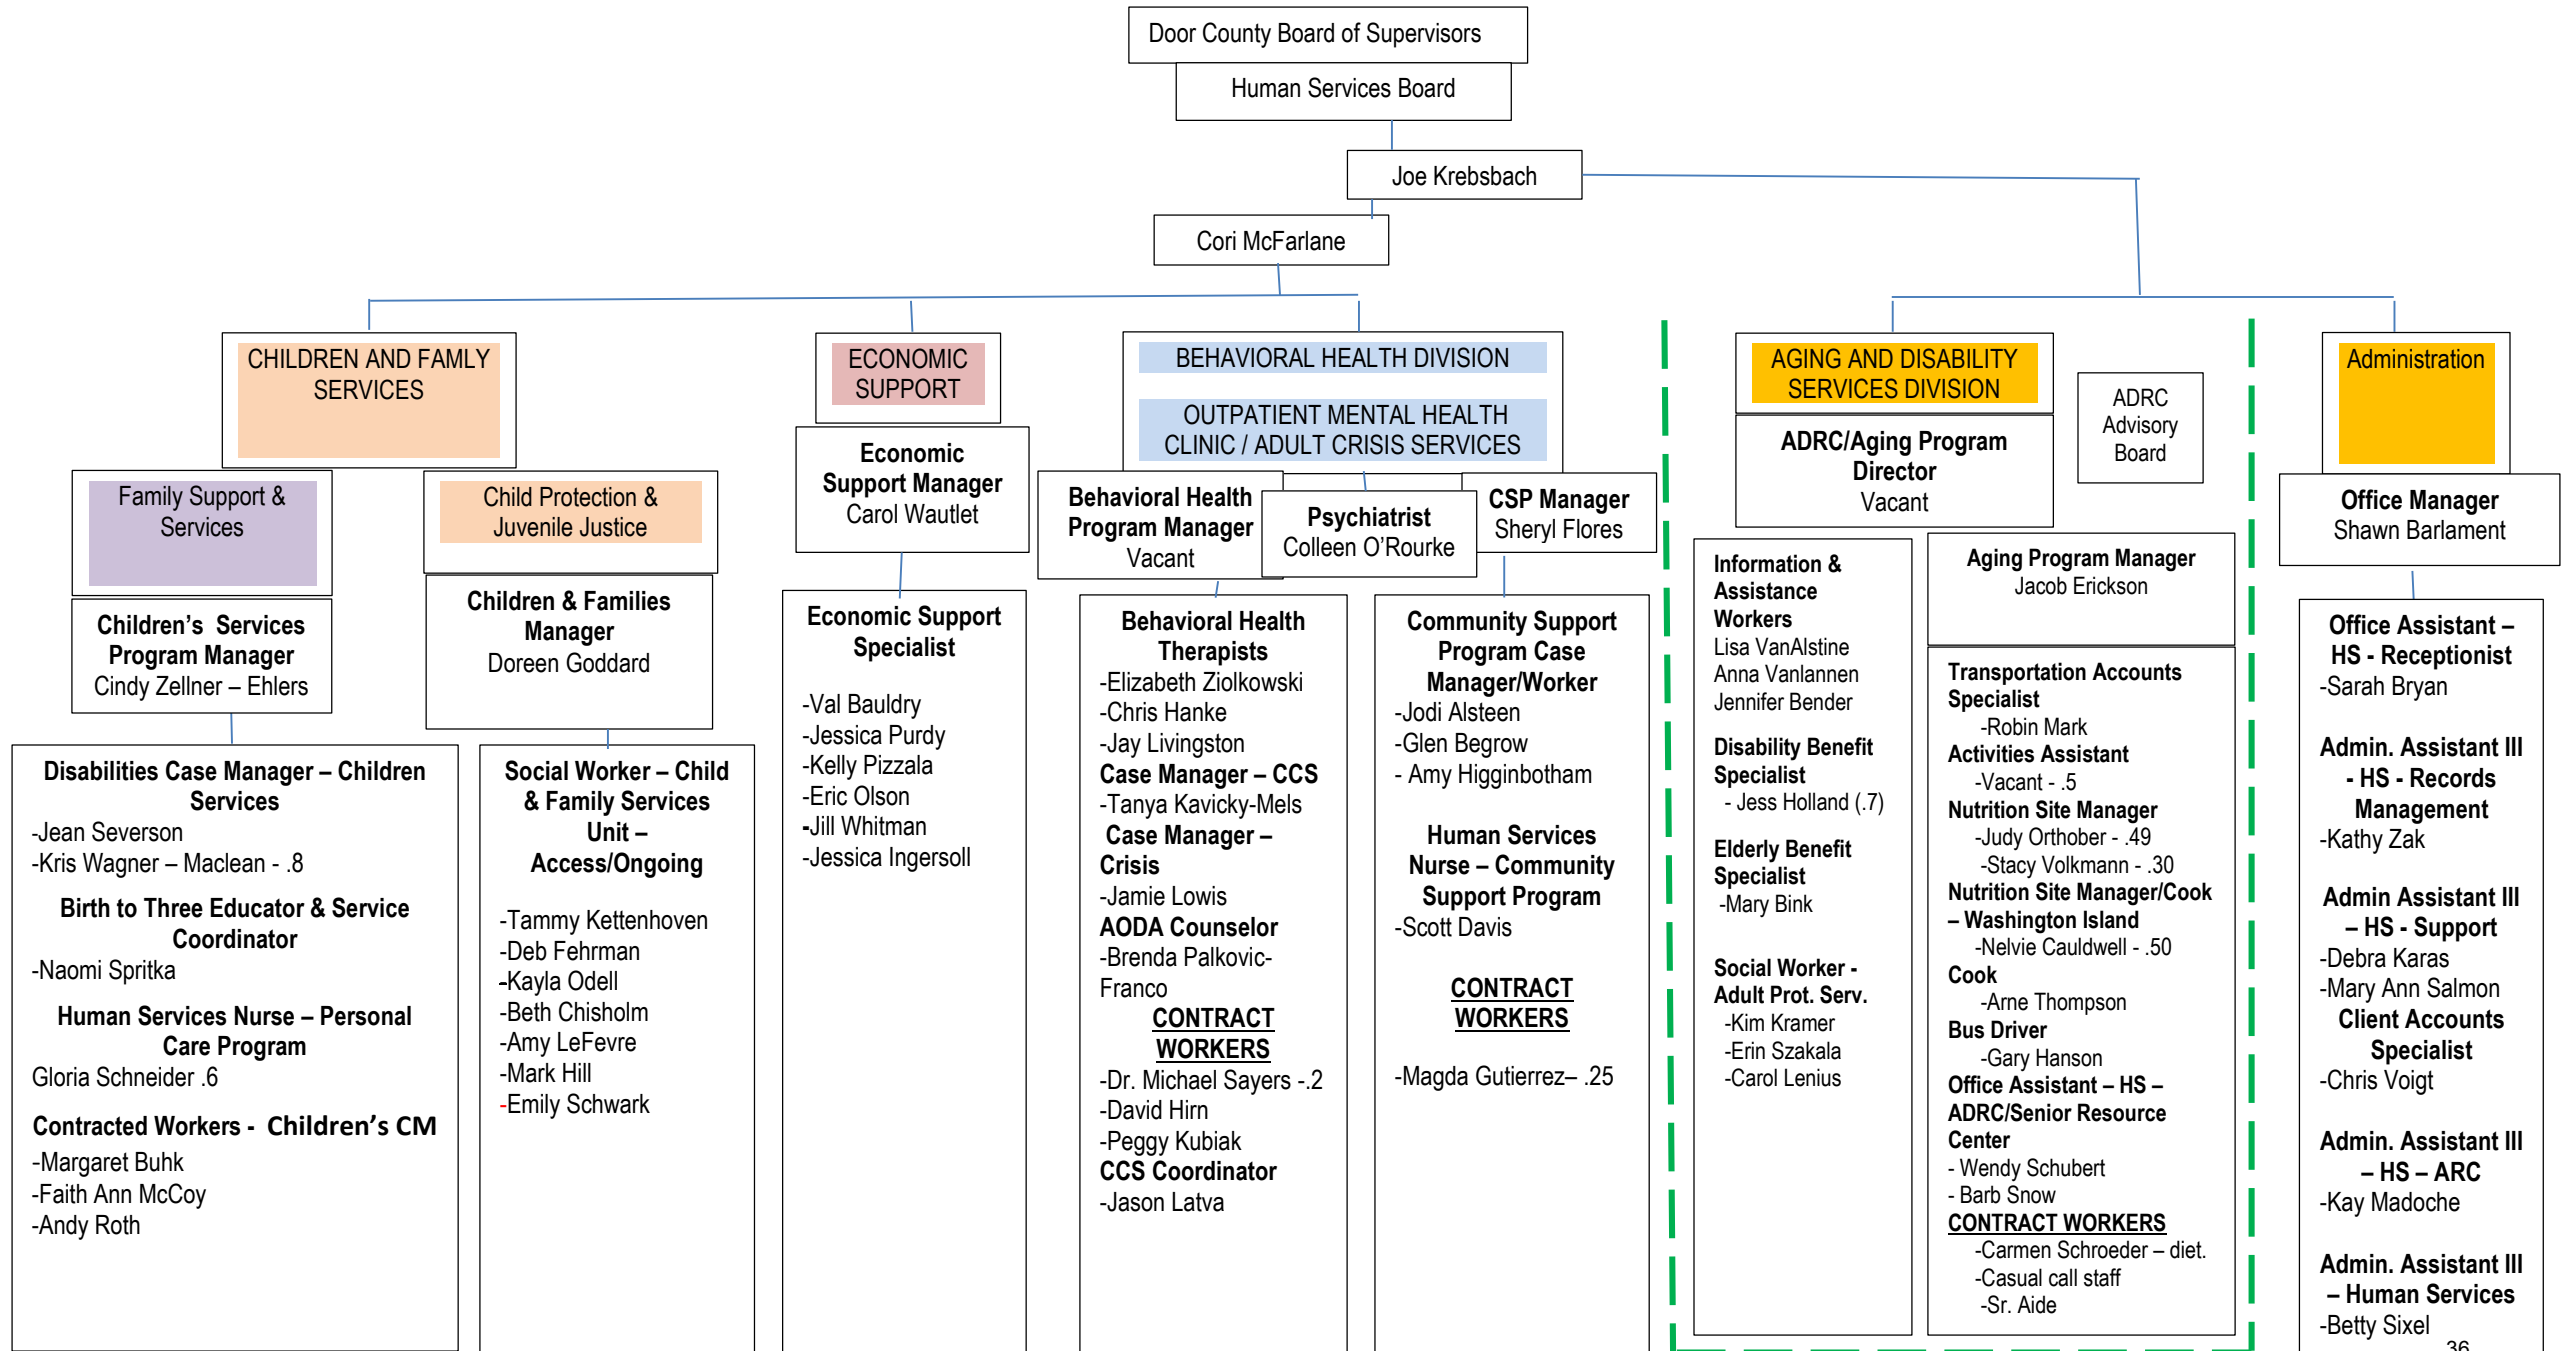 Door County Board of Supervisors
Human Services Board
Joe Krebsbach
Cori McFarlane
CHILDREN AND FAMLY
SERVICES
Family Support &
Services
Children’s  Services
Program Manager
Cindy Zellner – Ehlers
Disabilities Case Manager – Children
Services
-Jean Severson
-Kris Wagner – Maclean - .8
Birth to Three Educator & Service
Coordinator
-Naomi Spritka
Human Services Nurse – Personal
Care Program
Gloria Schneider .6
Contracted Workers -  Children’s CM
-Margaret Buhk
-Faith Ann McCoy
-Andy Roth
Child Protection &
Juvenile Justice
Children & Families
Manager
Doreen Goddard
Social Worker – Child
& Family Services
Unit –
Access/Ongoing
-Tammy Kettenhoven
-Deb Fehrman
-Kayla Odell
-Beth Chisholm
-Amy LeFevre
-Mark Hill
-Emily Schwark
ECONOMIC
SUPPORT
Economic
Support Manager
Carol Wautlet
Economic Support
Specialist
-Val Bauldry
-Jessica Purdy
-Kelly Pizzala
-Eric Olson
-Jill Whitman
-Jessica Ingersoll
BEHAVIORAL HEALTH DIVISION
OUTPATIENT MENTAL HEALTH
CLINIC / ADULT CRISIS SERVICES
Behavioral Health
Program Manager
Vacant
Psychiatrist
Colleen O’Rourke
CSP Manager
Sheryl Flores
Behavioral Health
Therapists
-Elizabeth Ziolkowski
-Chris Hanke
-Jay Livingston
Case Manager – CCS
-Tanya Kavicky-Mels
Case Manager –
Crisis
-Jamie Lowis
AODA Counselor
-Brenda Palkovic-
Franco
CONTRACT
WORKERS
-Dr. Michael Sayers -.2
-David Hirn
-Peggy Kubiak
CCS Coordinator
-Jason Latva
Community Support
Program Case
Manager/Worker
-Jodi Alsteen
-Glen Begrow
- Amy Higginbotham
Human Services
Nurse – Community
Support Program
-Scott Davis
CONTRACT
WORKERS
-Magda Gutierrez– .25
AGING AND DISABILITY
SERVICES DIVISION
ADRC/Aging Program
Director
Vacant
ADRC
Advisory
Board
Information &
Assistance
Workers
Lisa VanAlstine
Anna Vanlannen
Jennifer Bender
Disability Benefit
Specialist
- Jess Holland (.7)
Elderly Benefit
Specialist
-Mary Bink
Social Worker -
Adult Prot. Serv.
-Kim Kramer
-Erin Szakala
-Carol Lenius
Aging Program Manager
Jacob Erickson
Transportation Accounts
Specialist
-Robin Mark
Activities Assistant
-Vacant - .5
Nutrition Site Manager
-Judy Orthober - .49
-Stacy Volkmann - .30
Nutrition Site Manager/Cook
– Washington Island
-Nelvie Cauldwell - .50
Cook
-Arne Thompson
Bus Driver
-Gary Hanson
Office Assistant – HS –
ADRC/Senior Resource
Center
- Wendy Schubert
- Barb Snow
CONTRACT WORKERS
-Carmen Schroeder – diet.
-Casual call staff
-Sr. Aide
Administration
Office Manager
Shawn Barlament
Office Assistant –
HS - Receptionist
-Sarah Bryan
Admin. Assistant III
- HS - Records
Management
-Kathy Zak
Admin Assistant III
– HS - Support
-Debra Karas
-Mary Ann Salmon
Client Accounts
Specialist
-Chris Voigt
Admin. Assistant III
– HS – ARC
-Kay Madoche
Admin. Assistant III
– Human Services
-Betty Sixel
36